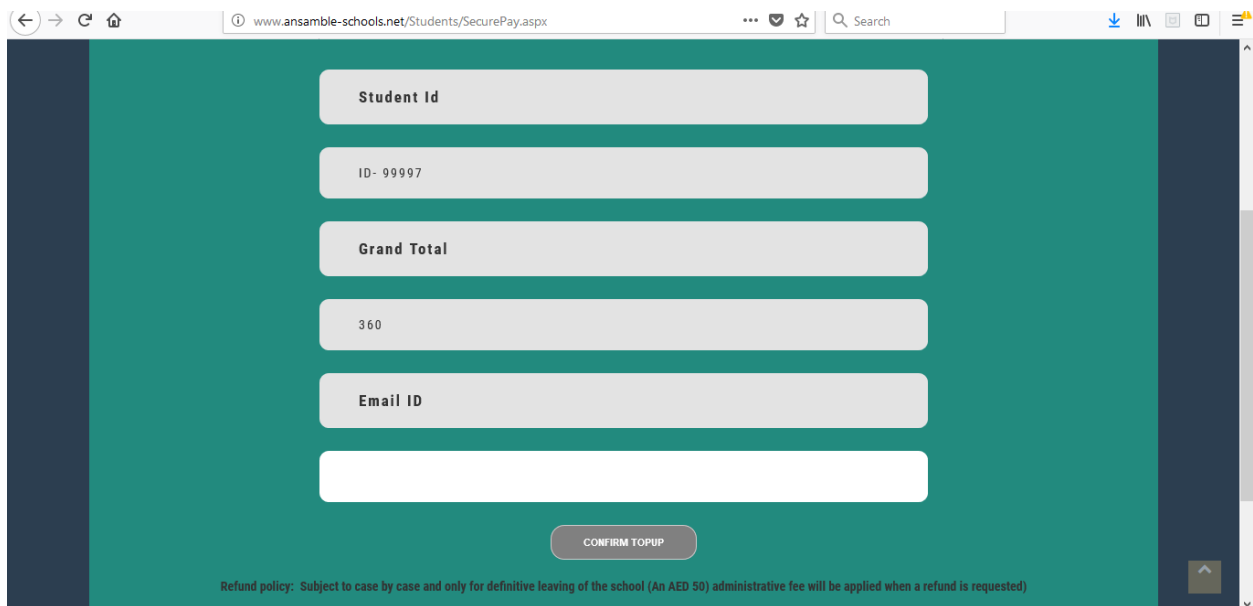 www.ansamble-schools.net/Students/SecurePay.aspx
Search
Student Id
ID- 99997
Grand Total
360
Email ID
CONFIRM TOPUP
Refund policy: Subject to case by case and only for definitive leaving of the school (An AED 50) administrative fee will be applied when a refund is requested)